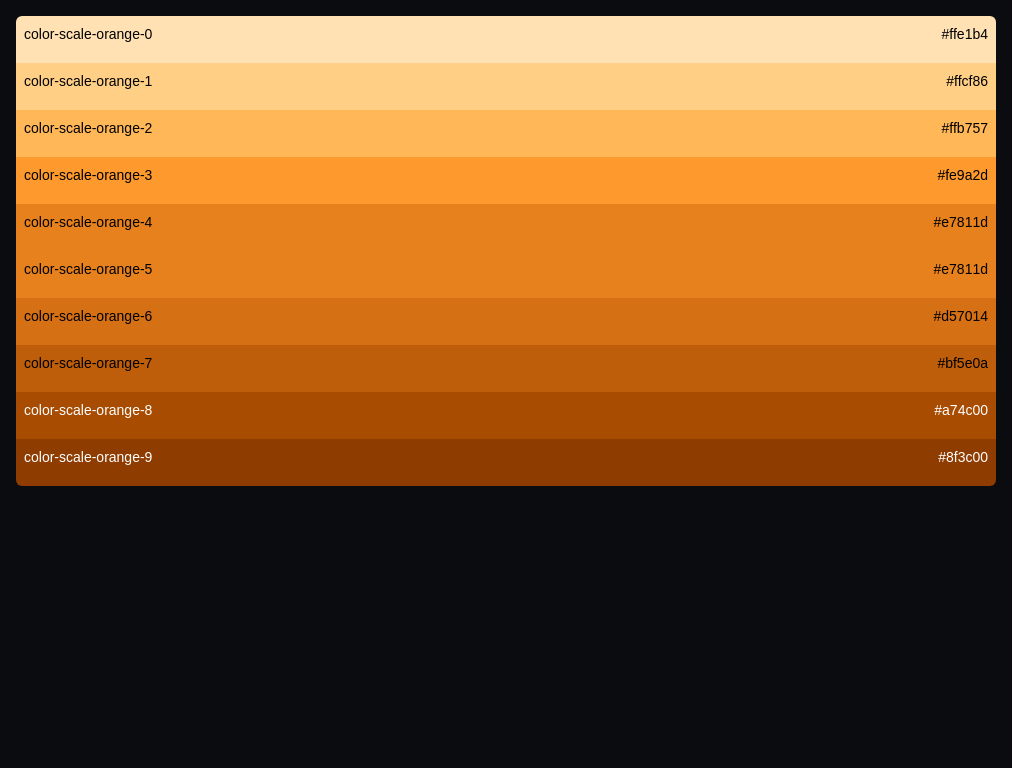 color-scale-orange-0 #ffe1b4
color-scale-orange-1 #ffcf86
color-scale-orange-2 #ffb757
color-scale-orange-3 #fe9a2d
color-scale-orange-4 #e7811d
color-scale-orange-5 #e7811d
color-scale-orange-6 #d57014
color-scale-orange-7 #bf5e0a
color-scale-orange-8 #a74c00
color-scale-orange-9 #8f3c00